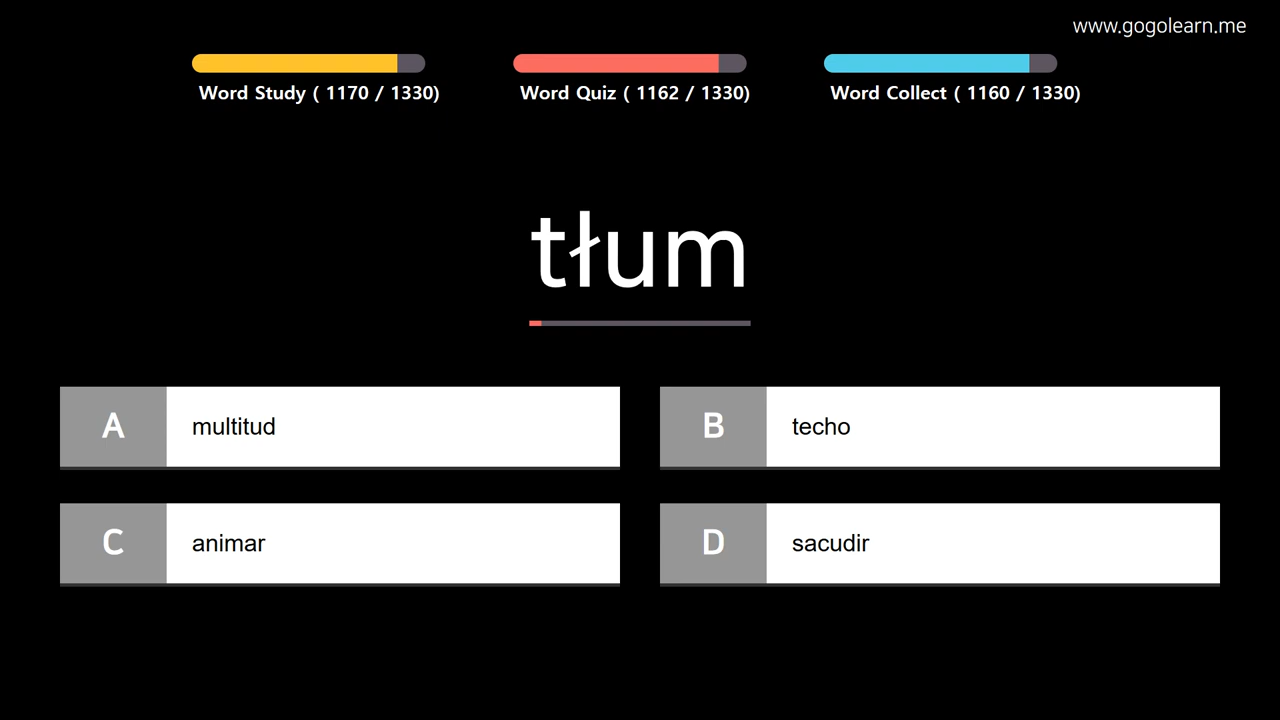 www.gogolearn.me
Word Study ( 1170 / 1330)
Word Quiz ( 1162 / 1330)
Word Collect ( 1160 / 1330)
tłum
A multitud
B techo
C animar
D sacudir